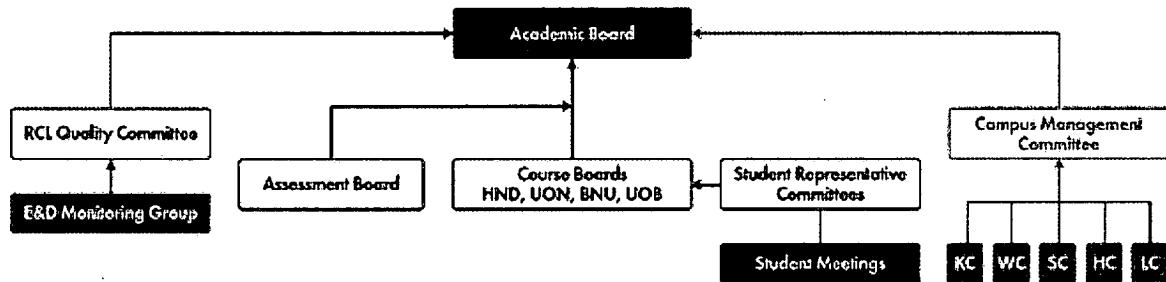 Academic Board
RCL Quality Committee
Campus Management
Committee
Assessment Board
Course Boards
HND, UON, BNU, UOB
Student Representative
Committees
E&D Monitoring Group
Student Meetings
KC WC SC HC LC